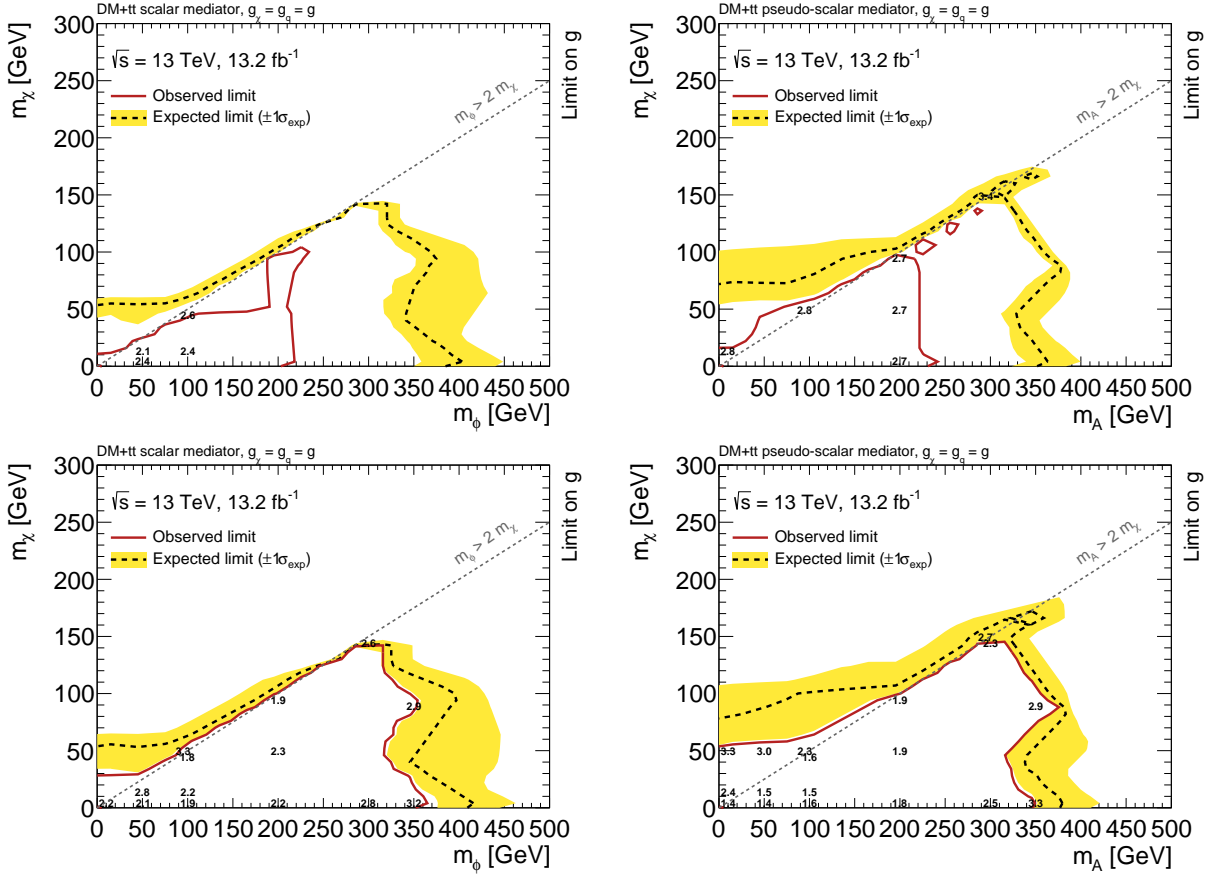 DM+tt scalar mediator, g_χ = g_q = g
m_χ [GeV]
√s = 13 TeV, 13.2 fb⁻¹
Observed limit
Expected limit (±1σ_exp)
m_ϕ > 2 m_χ
Limit on g
300
250
200
150
100
50
0
2.6
2.1
2.4
2.4
0 50 100 150 200 250 300 350 400 450 500
m_ϕ [GeV]
DM+tt pseudo-scalar mediator, g_χ = g_q = g
m_χ [GeV]
√s = 13 TeV, 13.2 fb⁻¹
Observed limit
Expected limit (±1σ_exp)
m_A > 2 m_χ
Limit on g
300
250
200
150
100
50
0
3.4
2.7
2.8 2.7
2.8
2.7
0 50 100 150 200 250 300 350 400 450 500
m_A [GeV]
DM+tt scalar mediator, g_χ = g_q = g
m_χ [GeV]
√s = 13 TeV, 13.2 fb⁻¹
Observed limit
Expected limit (±1σ_exp)
m_ϕ > 2 m_χ
Limit on g
300
250
200
150
100
50
0
2.6
1.9
2.9
3.3 2.3
1.8
2.8 2.2
2.2 2.1 1.9 2.2 2.8 3.2
0 50 100 150 200 250 300 350 400 450 500
m_ϕ [GeV]
DM+tt pseudo-scalar mediator, g_χ = g_q = g
m_χ [GeV]
√s = 13 TeV, 13.2 fb⁻¹
Observed limit
Expected limit (±1σ_exp)
m_A > 2 m_χ
Limit on g
300
250
200
150
100
50
0
2.7
2.3
1.9
2.9
3.3 3.0 2.3 1.9
1.6
2.4 1.5 1.5
1.4 1.4 1.6 1.8 2.5 3.3
0 50 100 150 200 250 300 350 400 450 500
m_A [GeV]